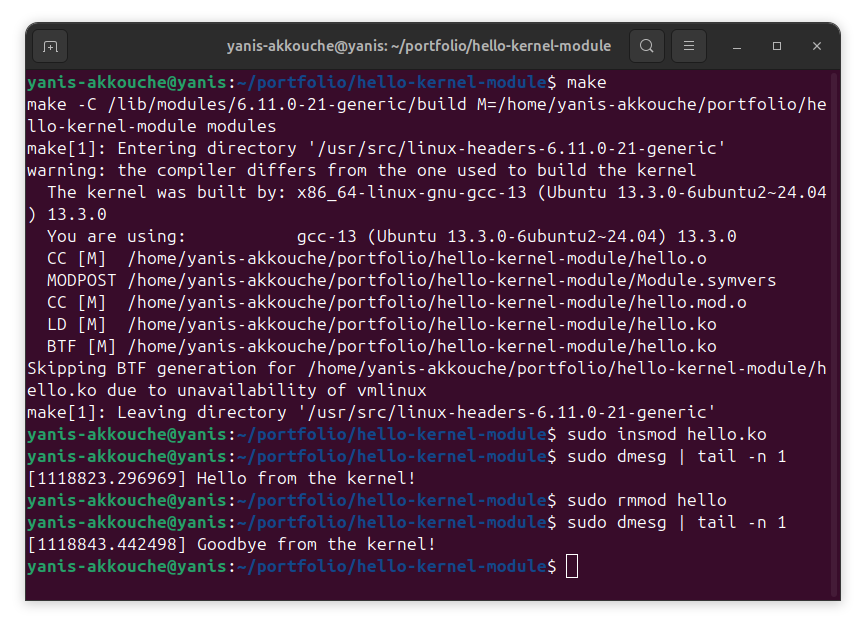 yanis-akkouche@yanis: ~/portfolio/hello-kernel-module
yanis-akkouche@yanis:~/portfolio/hello-kernel-module$ make
make -C /lib/modules/6.11.0-21-generic/build M=/home/yanis-akkouche/portfolio/he
llo-kernel-module modules
make[1]: Entering directory '/usr/src/linux-headers-6.11.0-21-generic'
warning: the compiler differs from the one used to build the kernel
  The kernel was built by: x86_64-linux-gnu-gcc-13 (Ubuntu 13.3.0-6ubuntu2~24.04
) 13.3.0
  You are using:           gcc-13 (Ubuntu 13.3.0-6ubuntu2~24.04) 13.3.0
  CC [M]  /home/yanis-akkouche/portfolio/hello-kernel-module/hello.o
  MODPOST /home/yanis-akkouche/portfolio/hello-kernel-module/Module.symvers
  CC [M]  /home/yanis-akkouche/portfolio/hello-kernel-module/hello.mod.o
  LD [M]  /home/yanis-akkouche/portfolio/hello-kernel-module/hello.ko
  BTF [M] /home/yanis-akkouche/portfolio/hello-kernel-module/hello.ko
Skipping BTF generation for /home/yanis-akkouche/portfolio/hello-kernel-module/h
ello.ko due to unavailability of vmlinux
make[1]: Leaving directory '/usr/src/linux-headers-6.11.0-21-generic'
yanis-akkouche@yanis:~/portfolio/hello-kernel-module$ sudo insmod hello.ko
yanis-akkouche@yanis:~/portfolio/hello-kernel-module$ sudo dmesg | tail -n 1
[1118823.296969] Hello from the kernel!
yanis-akkouche@yanis:~/portfolio/hello-kernel-module$ sudo rmmod hello
yanis-akkouche@yanis:~/portfolio/hello-kernel-module$ sudo dmesg | tail -n 1
[1118843.442498] Goodbye from the kernel!
yanis-akkouche@yanis:~/portfolio/hello-kernel-module$